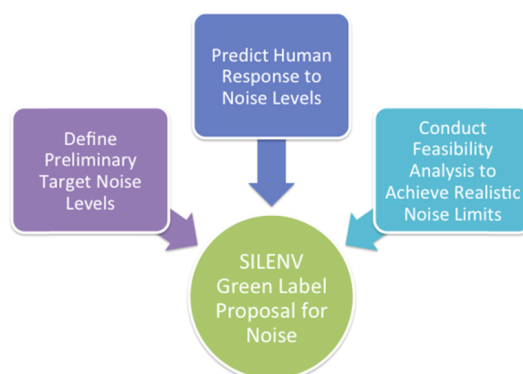 Predict Human
Response to
Noise Levels
Define
Preliminary
Target Noise
Levels
Conduct
Feasibility
Analysis to
Achieve Realistic
Noise Limits
SILENV
Green Label
Proposal for
Noise